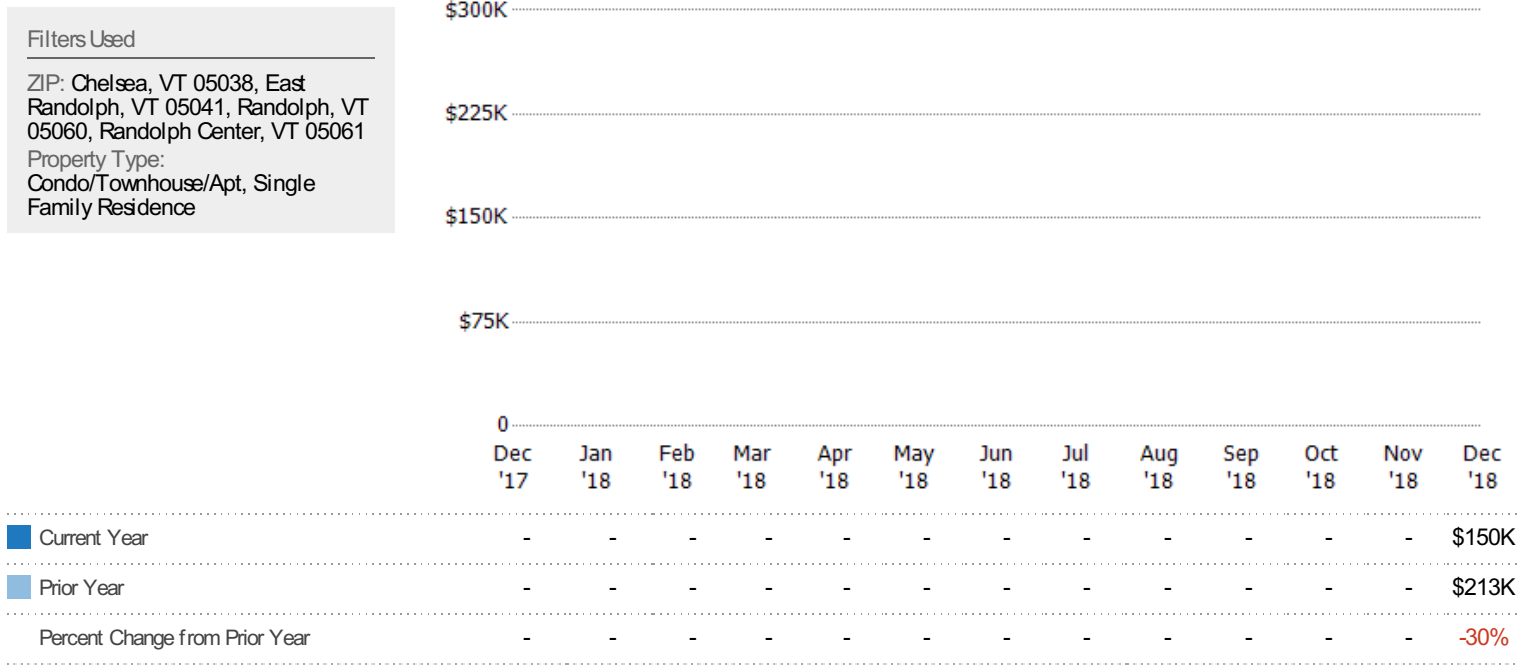 Filters Used
ZIP: Chelsea, VT 05038, East
Randolph, VT 05041, Randolph, VT
05060, Randolph Center, VT 05061
Property Type:
Condo/Townhouse/Apt, Single
Family Residence
$300K
$225K
$150K
$75K
0
Dec Jan Feb Mar Apr May Jun Jul Aug Sep Oct Nov Dec
'17 '18 '18 '18 '18 '18 '18 '18 '18 '18 '18 '18 '18
Current Year - - - - - - - - - - - - $150K
Prior Year - - - - - - - - - - - - $213K
Percent Change from Prior Year - - - - - - - - - - - - -30%